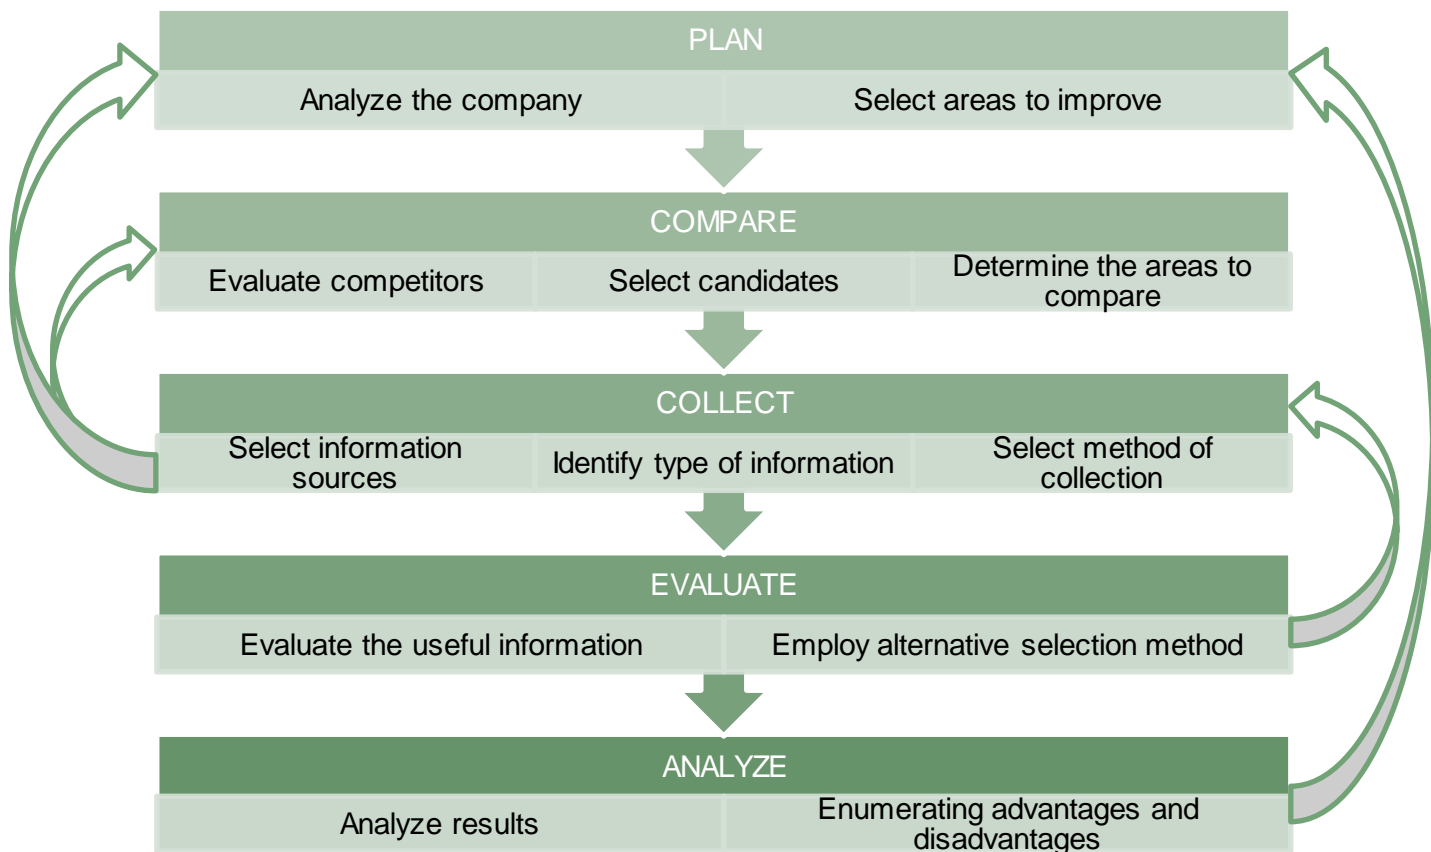 PLAN
Analyze the company
Select areas to improve
COMPARE
Evaluate competitors
Select candidates
Determine the areas to
compare
COLLECT
Select information
sources
Identify type of information
Select method of
collection
EVALUATE
Evaluate the useful information
Employ alternative selection method
ANALYZE
Analyze results
Enumerating advantages and
disadvantages